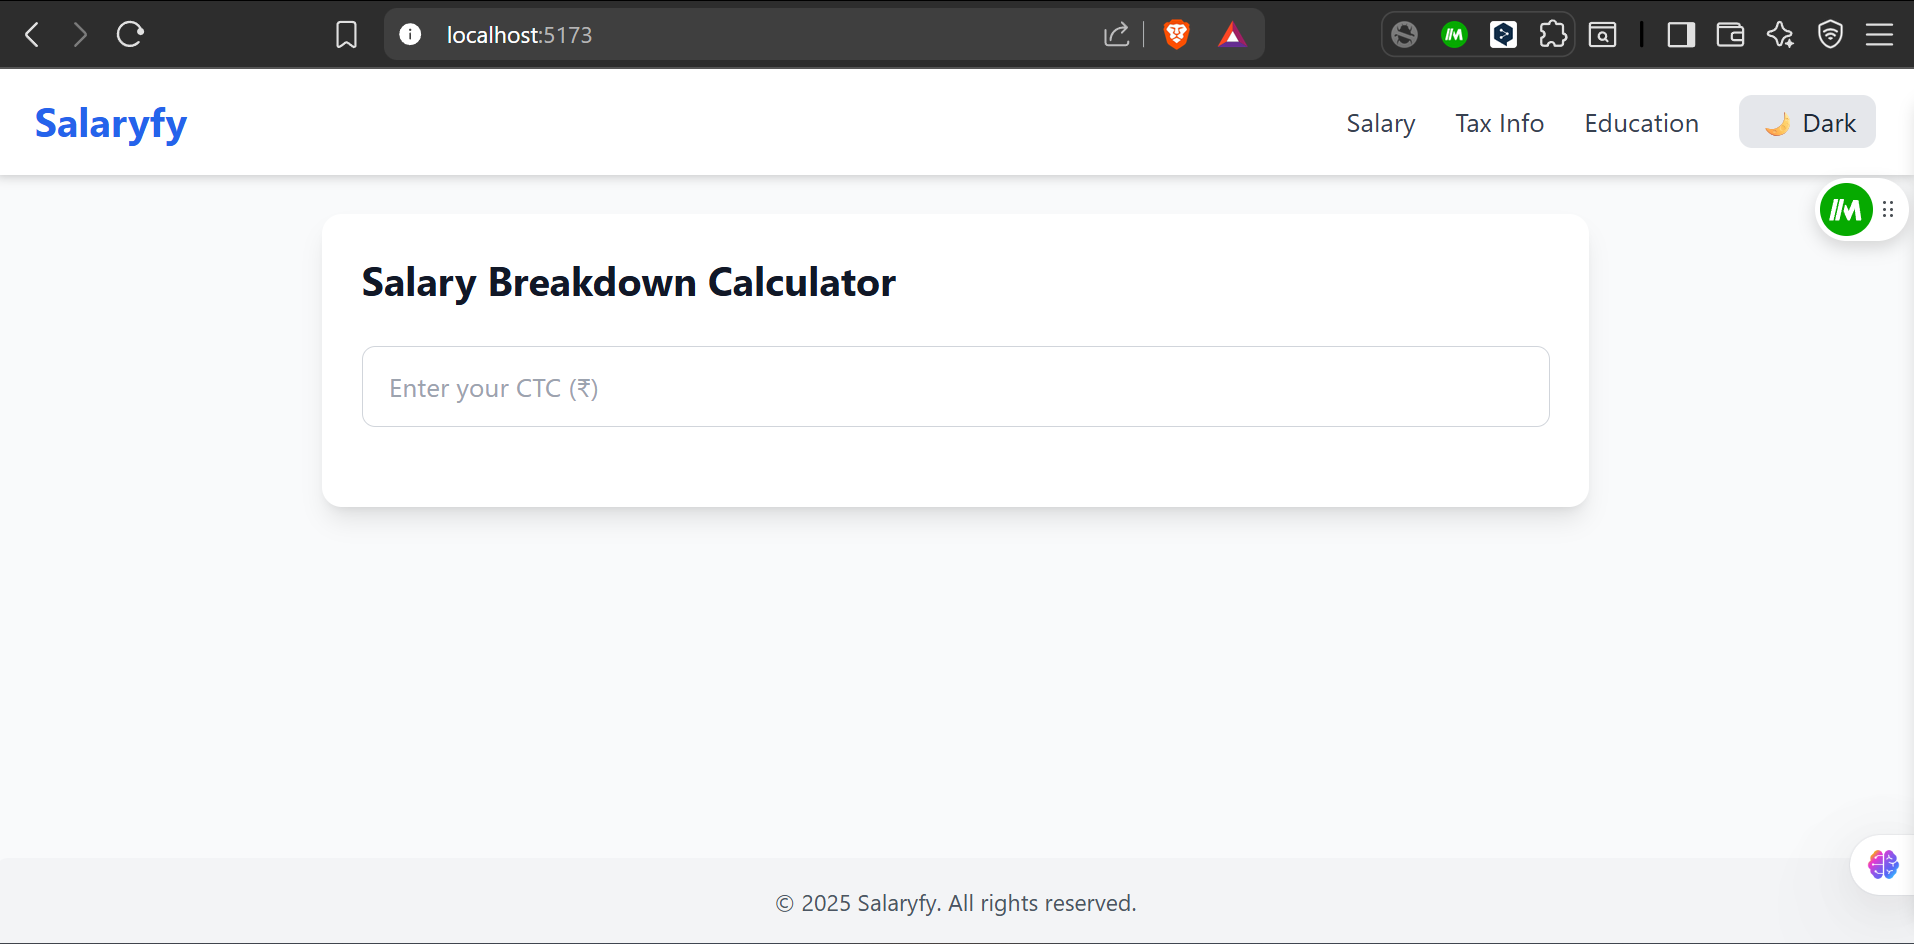 localhost:5173
Salaryfy
Salary
Tax Info
Education
🌙 Dark
Salary Breakdown Calculator
Enter your CTC (₹)
© 2025 Salaryfy. All rights reserved.